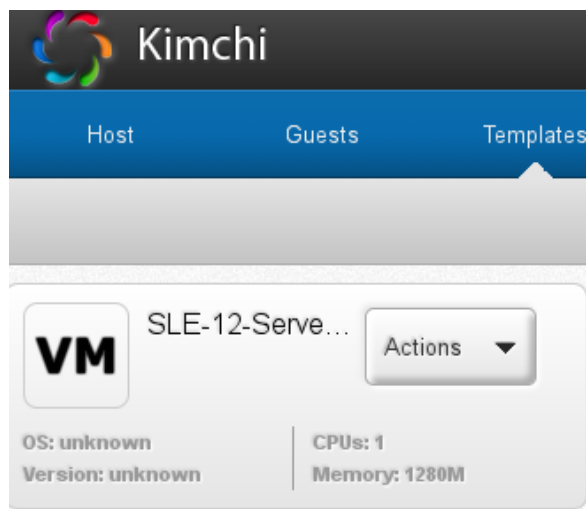 Kimchi
Host Guests Templates
VM SLE-12-Serve... Actions
OS: unknown CPUs: 1
Version: unknown Memory: 1280M